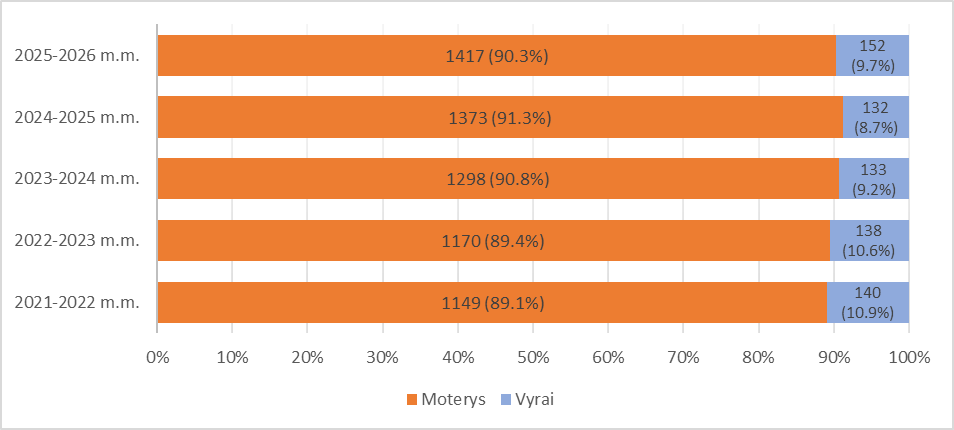 2025-2026 m.m.
1417 (90.3%)
152
(9.7%)
2024-2025 m.m.
1373 (91.3%)
132
(8.7%)
2023-2024 m.m.
1298 (90.8%)
133
(9.2%)
2022-2023 m.m.
1170 (89.4%)
138
(10.6%)
2021-2022 m.m.
1149 (89.1%)
140
(10.9%)
0% 10% 20% 30% 40% 50% 60% 70% 80% 90% 100%
Moterys Vyrai